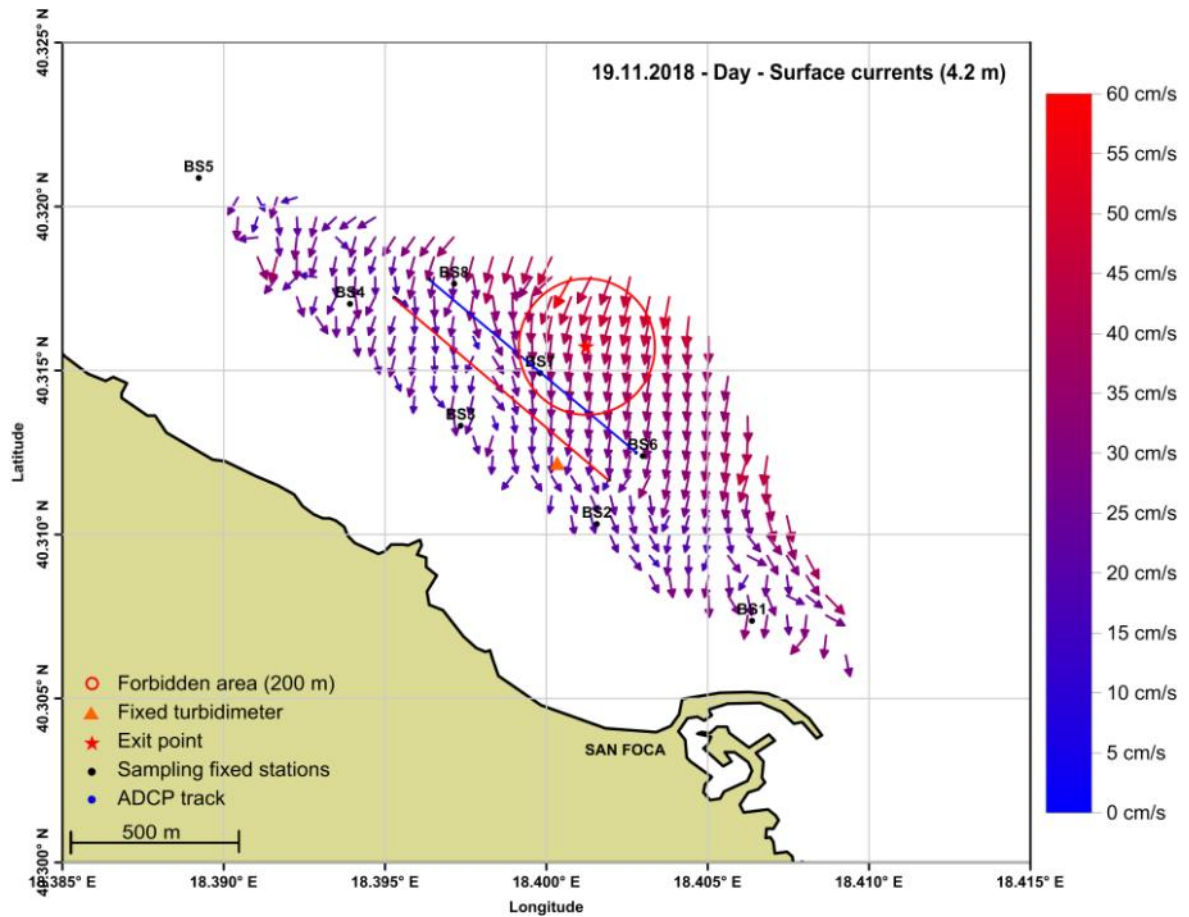 40.325° N
19.11.2018 - Day - Surface currents (4.2 m)
60 cm/s
55 cm/s
BS5
50 cm/s
40.320° N
45 cm/s
BS8
BS4
40 cm/s
40.315° N
BS7
35 cm/s
Latitude
BS3
BS6
30 cm/s
BS2
40.310° N
25 cm/s
20 cm/s
BS1
15 cm/s
Forbidden area (200 m)
40.305° N
Fixed turbidimeter
10 cm/s
Exit point
SAN FOCA
Sampling fixed stations
5 cm/s
ADCP track
500 m
0 cm/s
40.300° N
18.385° E
18.390° E
18.395° E
18.400° E
18.405° E
18.410° E
18.415° E
Longitude